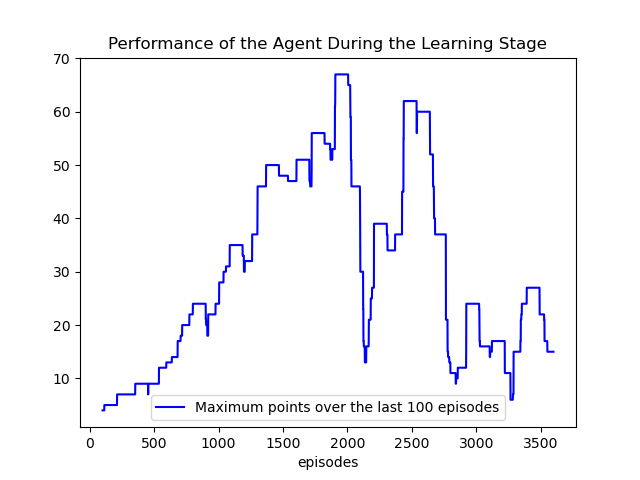 Performance of the Agent During the Learning Stage
70
60
50
40
30
20
10
Maximum points over the last 100 episodes
0 500 1000 1500 2000 2500 3000 3500
episodes